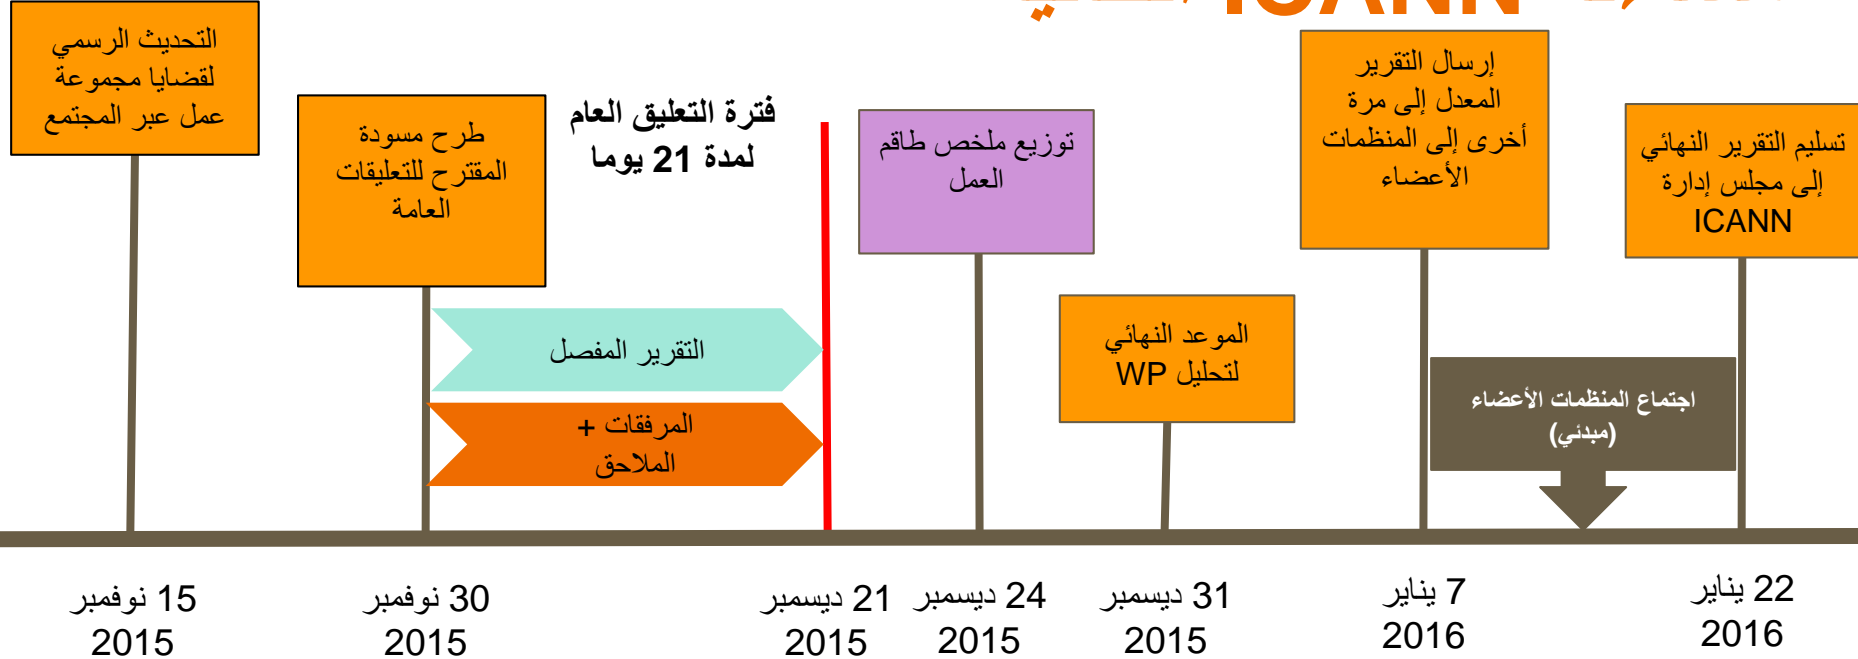 ICANN
التحديث الرسمي
لقضايا مجموعة
عمل عبر المجتمع
طرح مسودة
المقترح للتعليقات
العامة
فترة التعليق العام
لمدة 21 يوما
توزيع ملخص طاقم
العمل
الموعد النهائي
لتحليل WP
إرسال التقرير
المعدل إلى مرة
أخرى إلى المنظمات
الأعضاء
تسليم التقرير النهائي
إلى مجلس إدارة
ICANN
التقرير المفصل
المرفقات +
الملاحق
اجتماع المنظمات الأعضاء
(مبدئي)
15 نوفمبر
2015
30 نوفمبر
2015
21 ديسمبر
2015
24 ديسمبر
2015
31 ديسمبر
2015
7 يناير
2016
22 يناير
2016